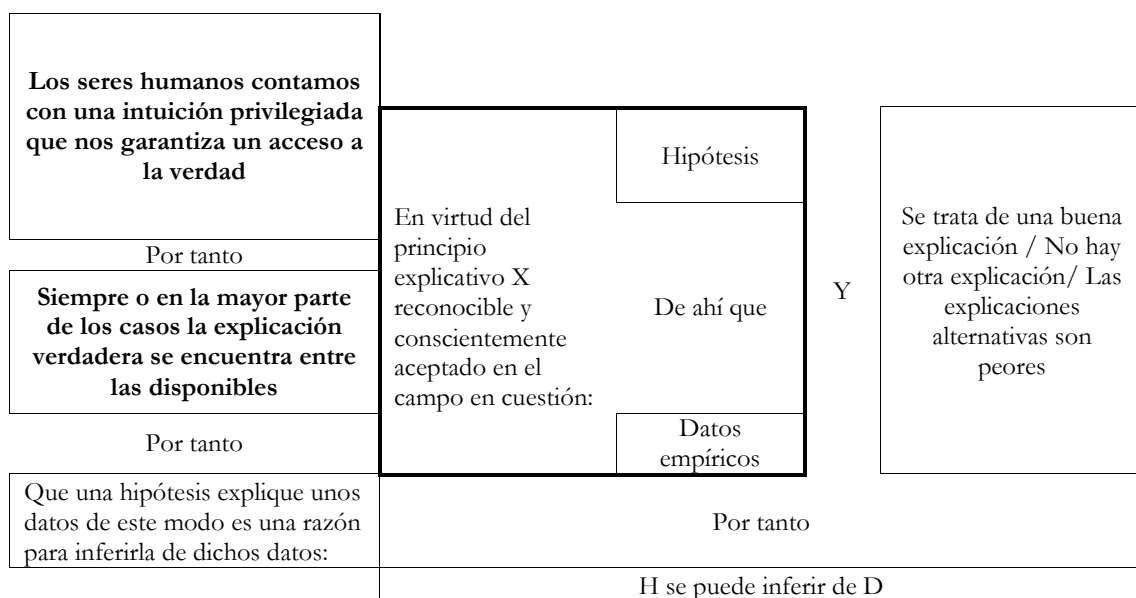 Los seres humanos contamos
con una intuición privilegiada
que nos garantiza un acceso a
la verdad
Por tanto
Siempre o en la mayor parte
de los casos la explicación
verdadera se encuentra entre
las disponibles
Por tanto
Que una hipótesis explique unos
datos de este modo es una razón
para inferirla de dichos datos:
En virtud del
principio
explicativo X
reconocible y
conscientemente
aceptado en el
campo en cuestión:
Hipótesis
De ahí que
Datos
empíricos
Y
Se trata de una buena
explicación / No hay
otra explicación/ Las
explicaciones
alternativas son
peores
Por tanto
H se puede inferir de D